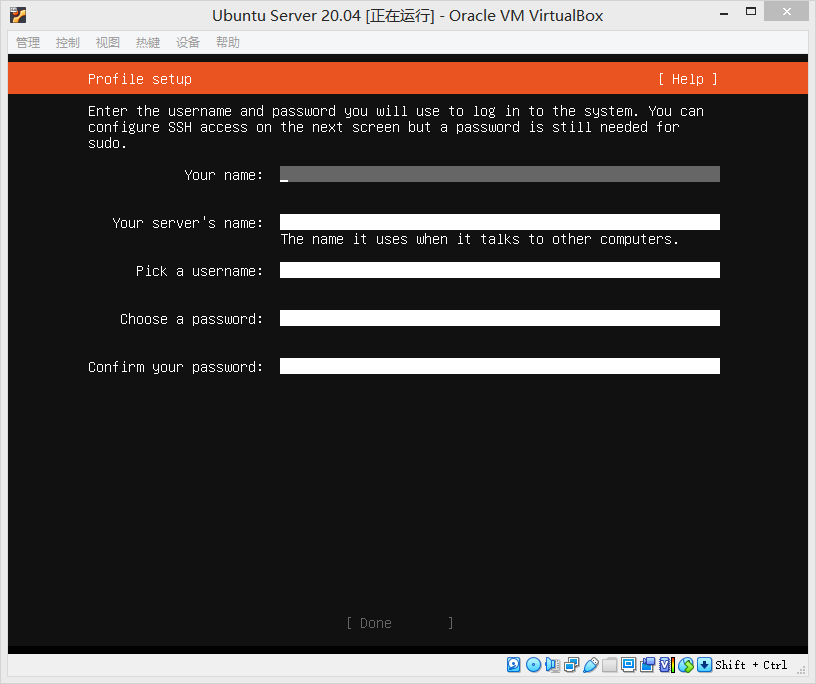 Ubuntu Server 20.04 [正在运行] - Oracle VM VirtualBox
管理 控制 视图 热键 设备 帮助
Profile setup [ Help ]
Enter the username and password you will use to log in to the system. You can
configure SSH access on the next screen but a password is still needed for
sudo.
Your name:
Your server's name:
The name it uses when it talks to other computers.
Pick a username:
Choose a password:
Confirm your password:
[ Done ]
Shift + Ctrl